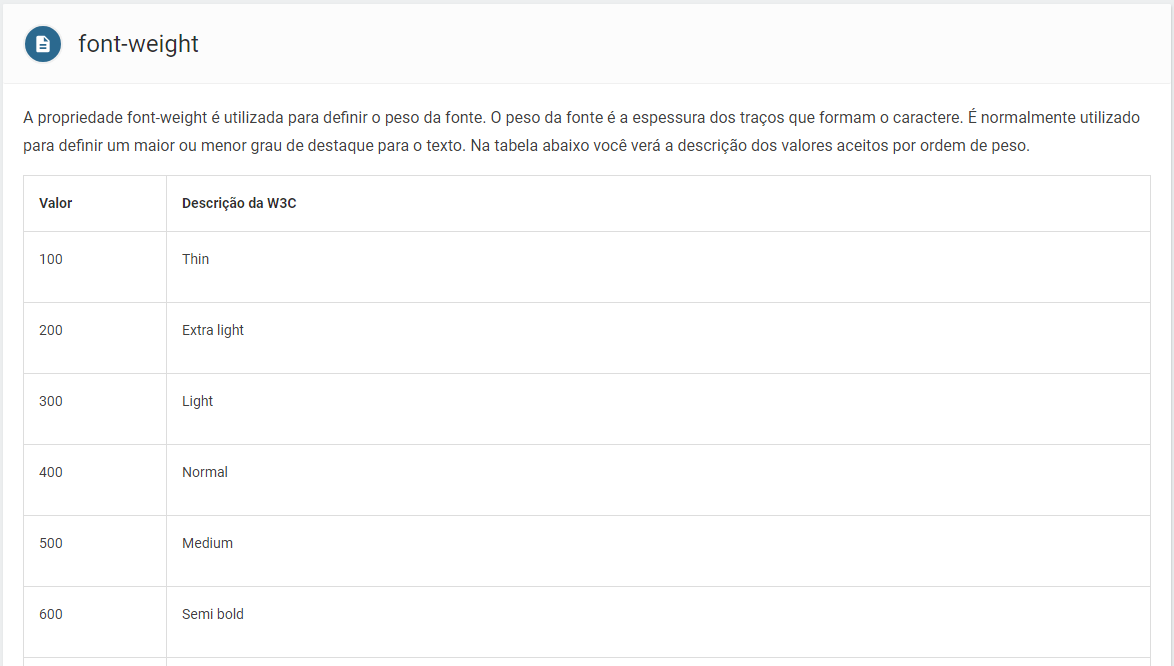 font-weight
A propriedade font-weight é utilizada para definir o peso da fonte. O peso da fonte é a espessura dos traços que formam o caractere. É normalmente utilizado
para definir um maior ou menor grau de destaque para o texto. Na tabela abaixo você verá a descrição dos valores aceitos por ordem de peso.
Valor Descrição da W3C
100 Thin
200 Extra light
300 Light
400 Normal
500 Medium
600 Semi bold